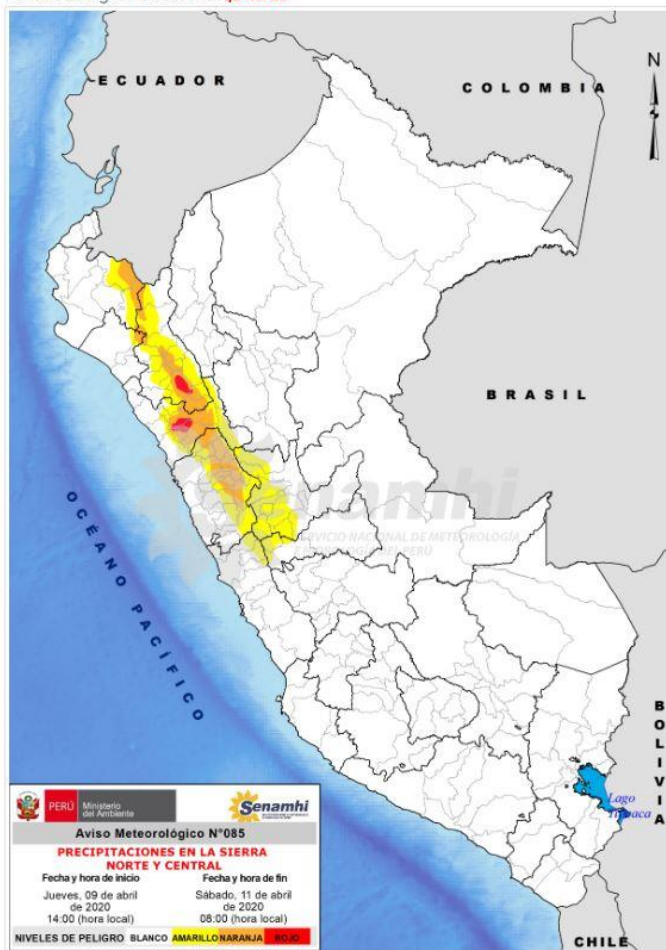 ECUADOR
COLOMBIA
N
BRASIL
Senamhi
SERVICIO NACIONAL DE METEOROLOGÍA
DEL PERÚ
OCÉANO PACÍFICO
BOLIVIA
Lago
Titicaca
PERÚ Ministerio
del Ambiente
Senamhi
Aviso Meteorológico N°085
PRECIPITACIONES EN LA SIERRA
NORTE Y CENTRAL
Fecha y hora de inicio Fecha y hora de fin
Jueves, 09 de abril Sábado, 11 de abril
de 2020 de 2020
14:00 (hora local) 08:00 (hora local)
NIVELES DE PELIGRO BLANCO AMARILLO NARANJA ROJO
CHILE